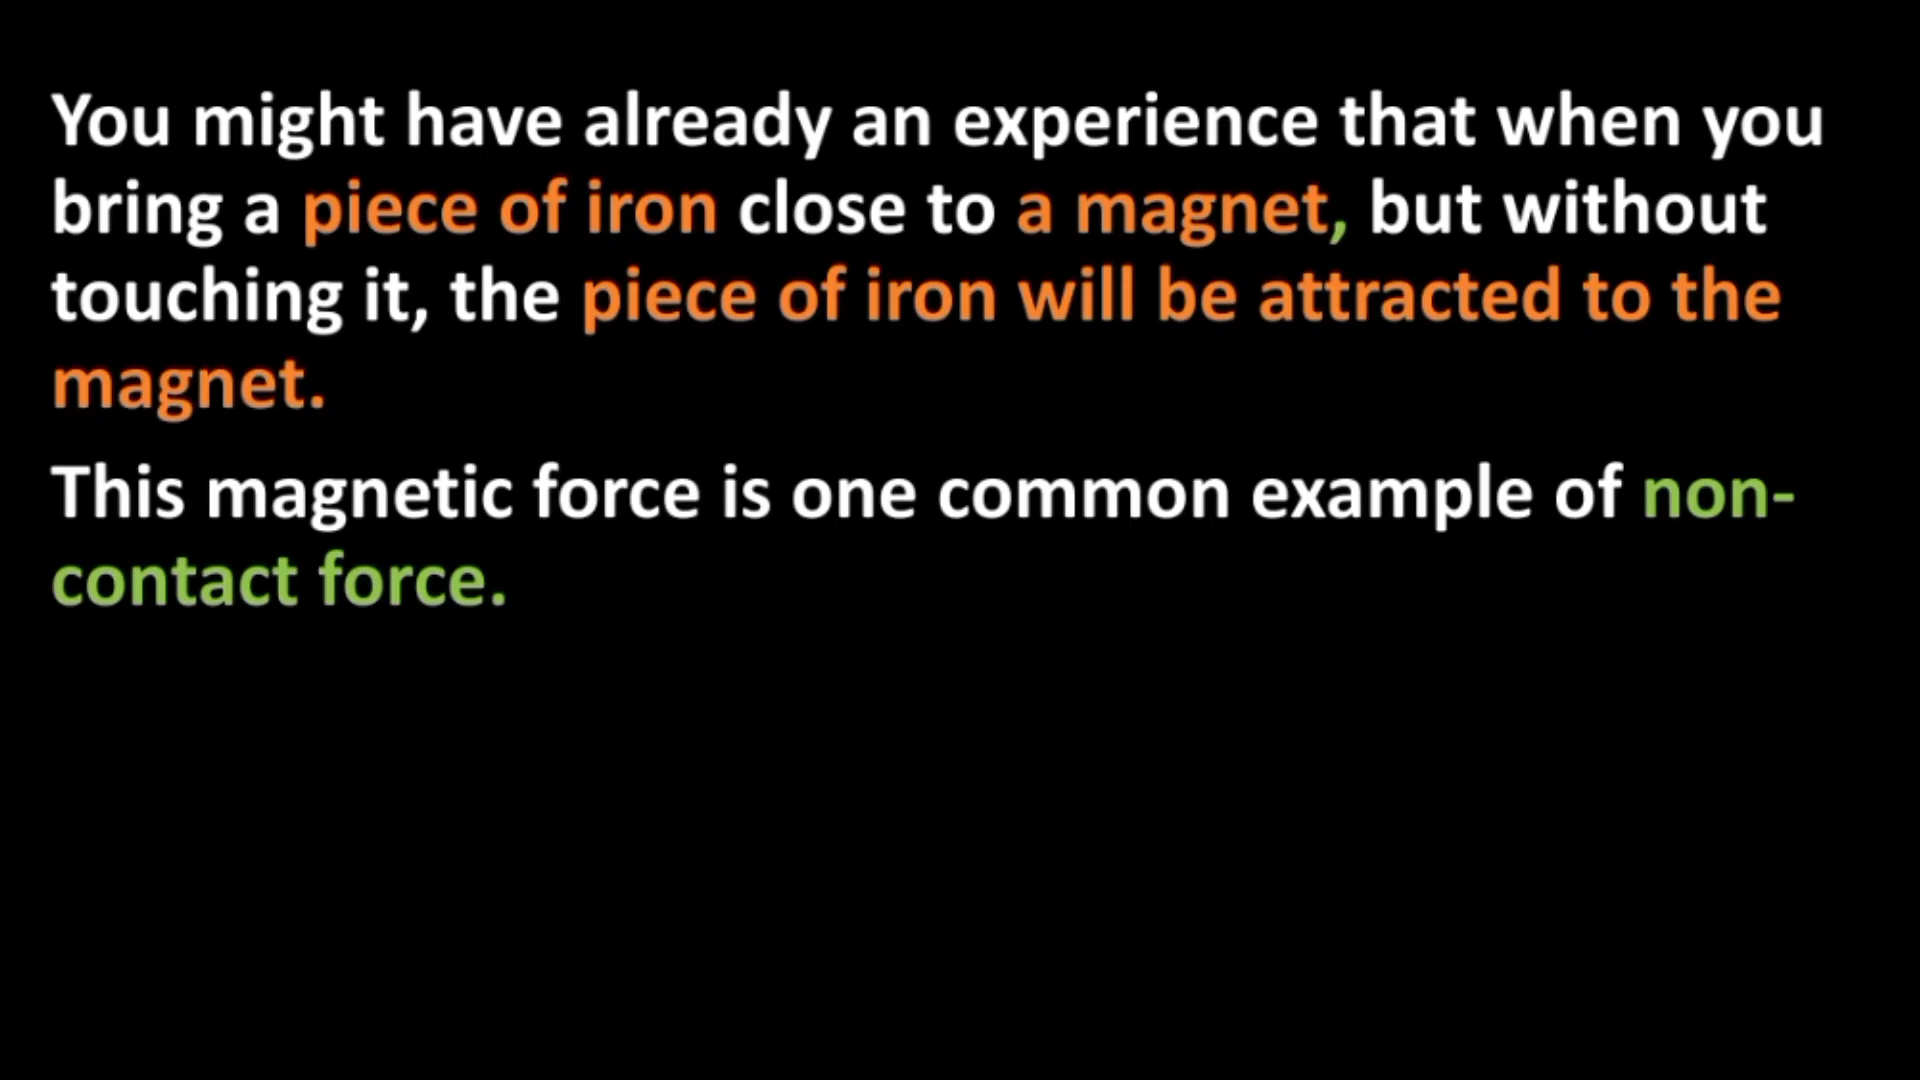 You might have already an experience that when you
bring a piece of iron close to a magnet, but without
touching it, the piece of iron will be attracted to the
magnet.
This magnetic force is one common example of non-
contact force.